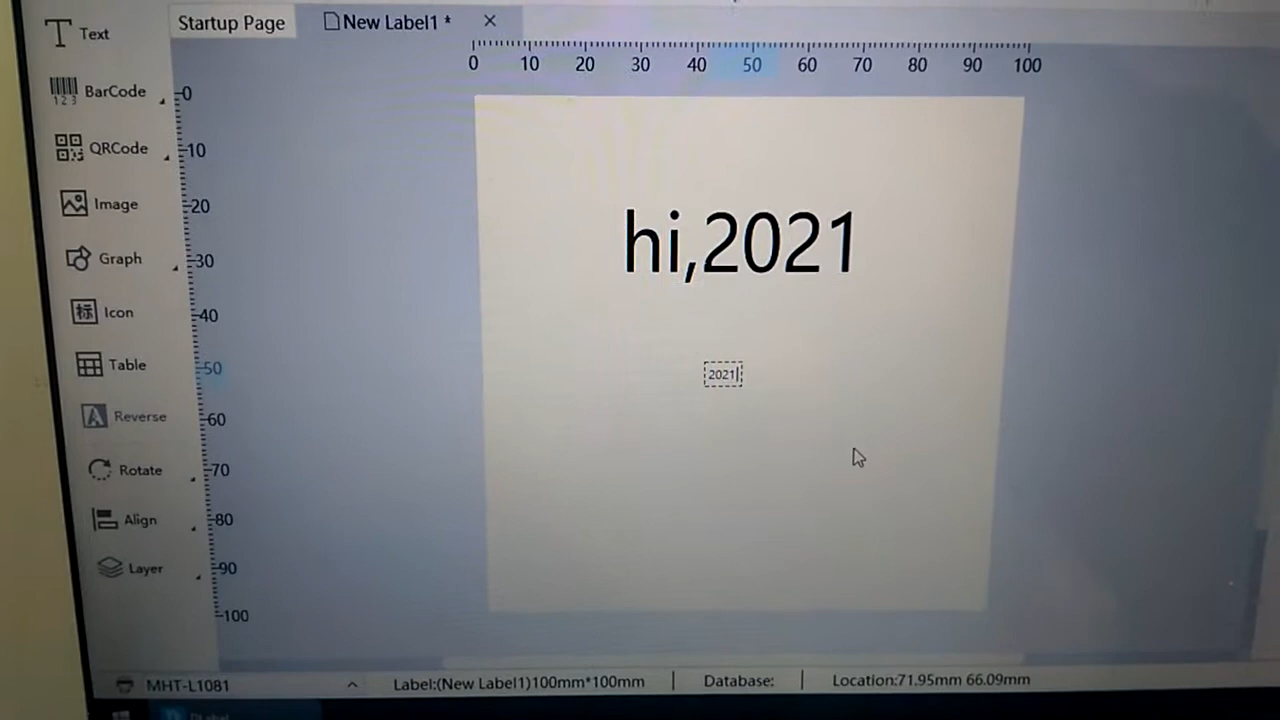 Text
Startup Page
New Label1 *
0 10 20 30 40 50 60 70 80 90 100
BarCode
0
QRCode
10
Image
20
Graph
30
Icon
40
Table
50
Reverse
60
Rotate
70
Align
80
Layer
90
100
hi,2021
2021
MHT-L1081
Label:(New Label1)100mm*100mm
Database:
Location:71.95mm 66.09mm